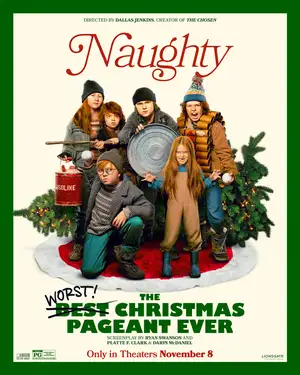 DIRECTED BY DALLAS JENKINS, CREATOR OF THE CHOSEN
Naughty
GASOLINE
WORST!
THE
BEST CHRISTMAS
PAGEANT EVER
SCREENPLAY BY RYAN SWANSON AND
PLATTE F. CLARK & DARIN McDANIEL
PG
Only in Theaters November 8
LIONSGATE